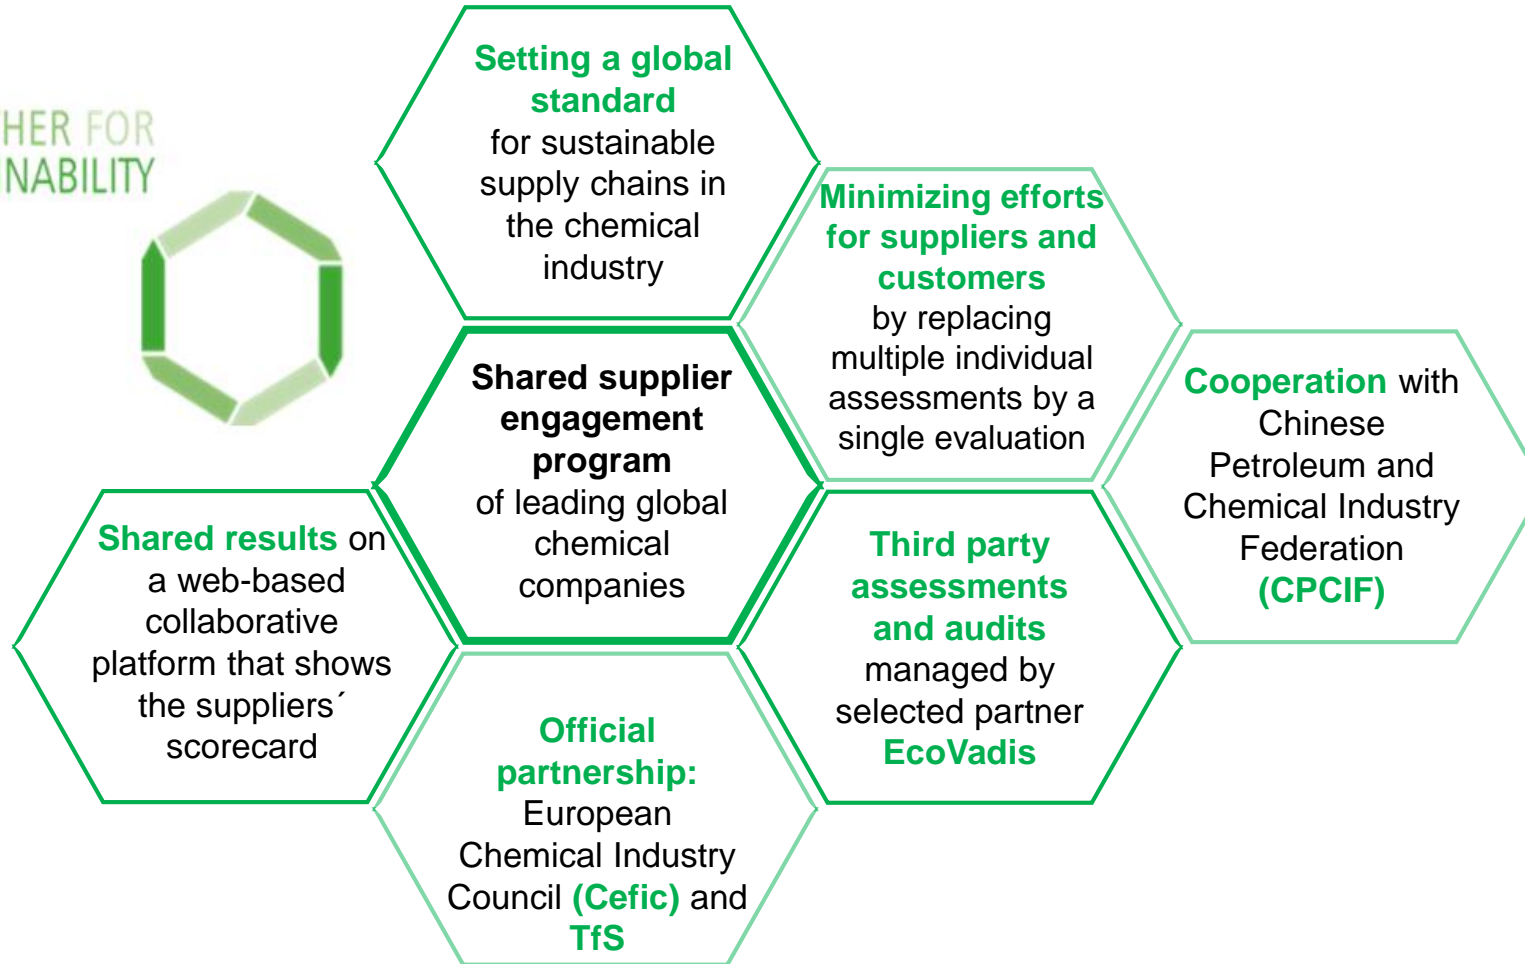 HER FOR
NABILITY
Setting a global
standard
for sustainable
supply chains in
the chemical
industry
Minimizing efforts
for suppliers and
customers
by replacing
multiple individual
assessments by a
single evaluation
Cooperation with
Chinese
Petroleum and
Chemical Industry
Federation
(CPCIF)
Shared supplier
engagement
program
of leading global
chemical
companies
Shared results on
a web-based
collaborative
platform that shows
the suppliers´
scorecard
Third party
assessments
and audits
managed by
selected partner
EcoVadis
Official
partnership:
European
Chemical Industry
Council (Cefic) and
TfS